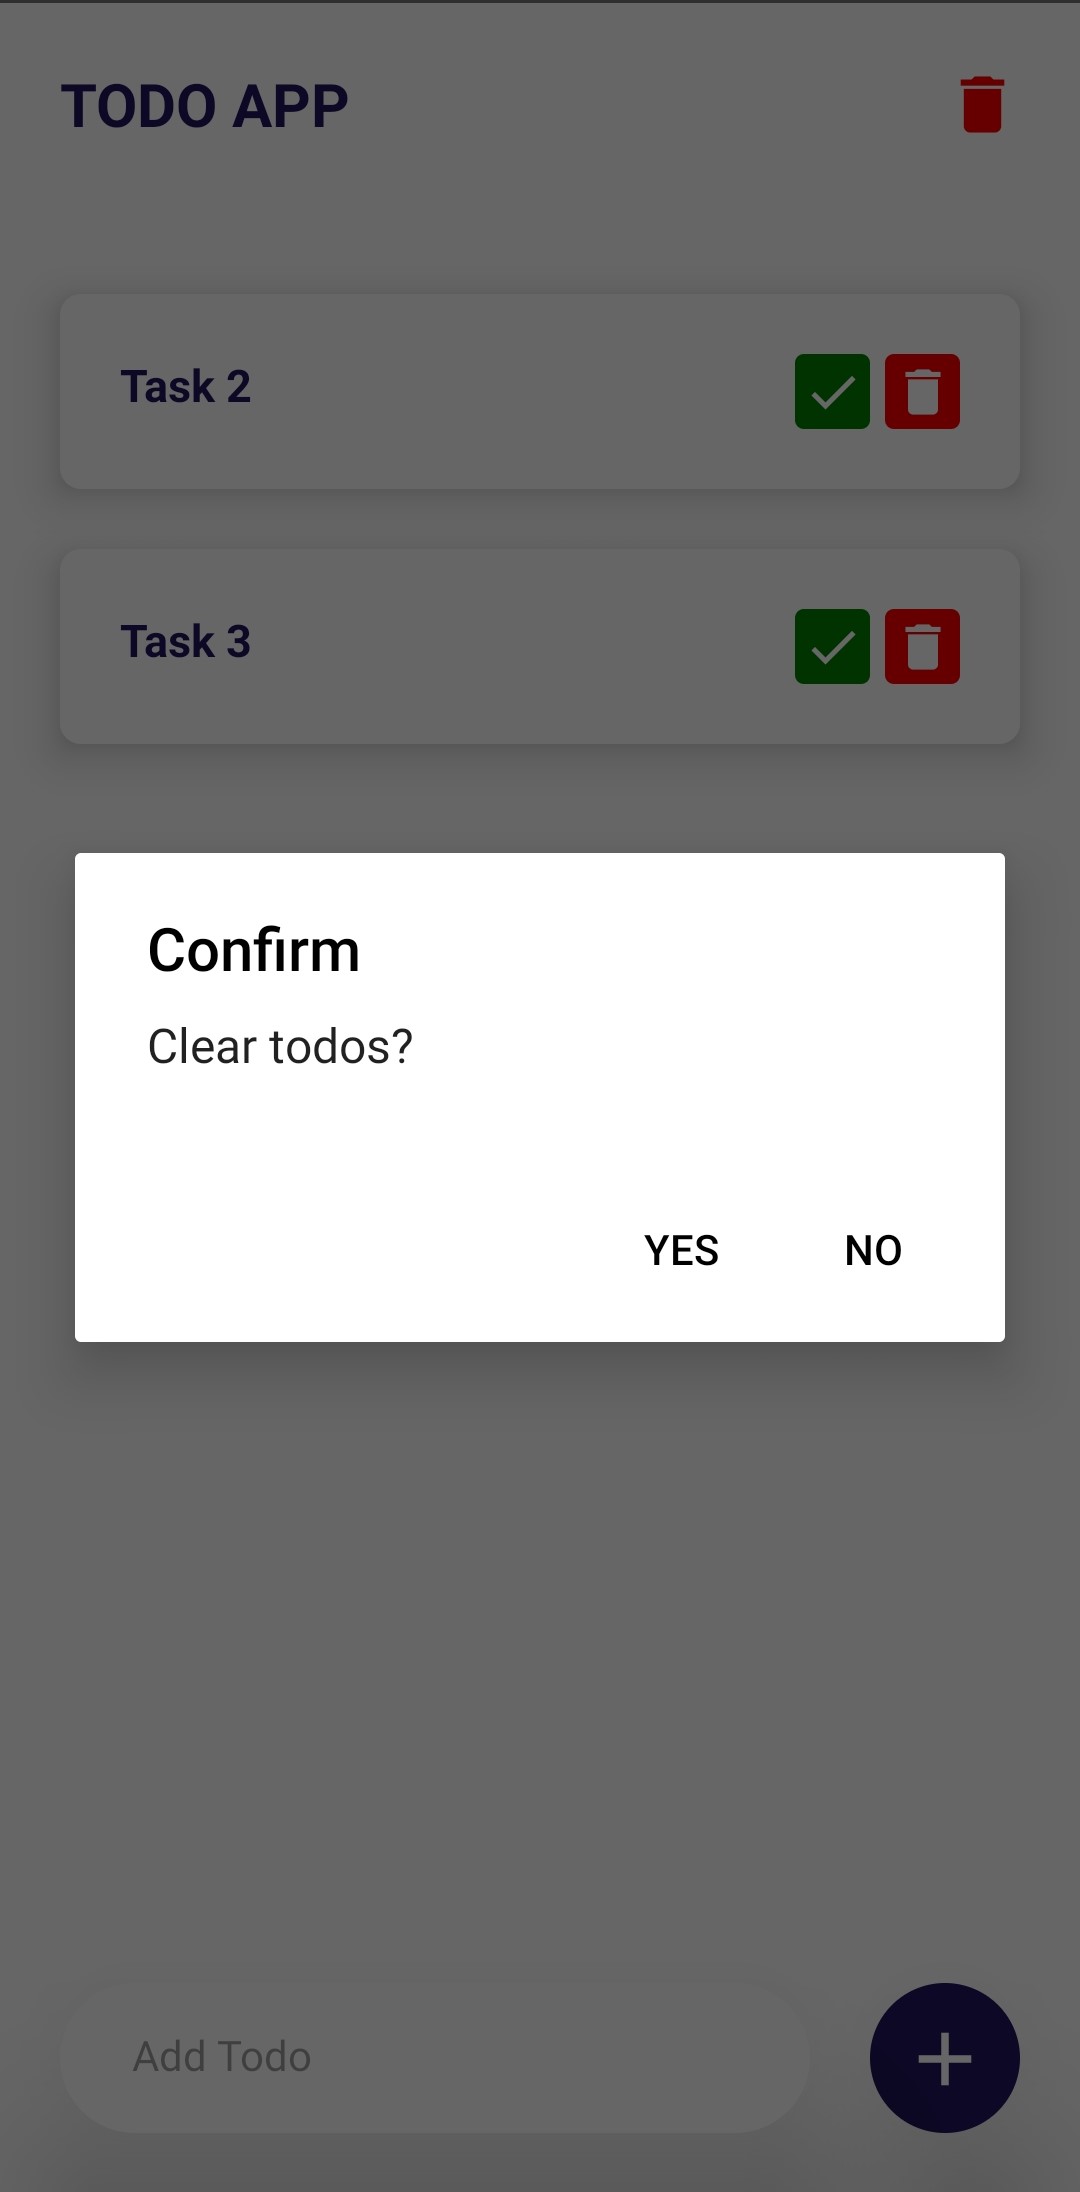 TODO APP
Task 2
Task 3
Confirm
Clear todos?
YES NO
Add Todo